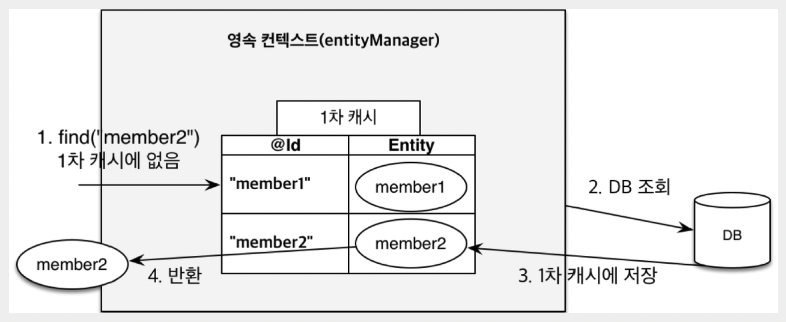 영속 컨텍스트(entityManager)
1차 캐시
1. find("member2")
1차 캐시에 없음
@Id
Entity
"member1"
member1
2. DB 조회
"member2"
member2
DB
member2
4. 반환
3. 1차 캐시에 저장